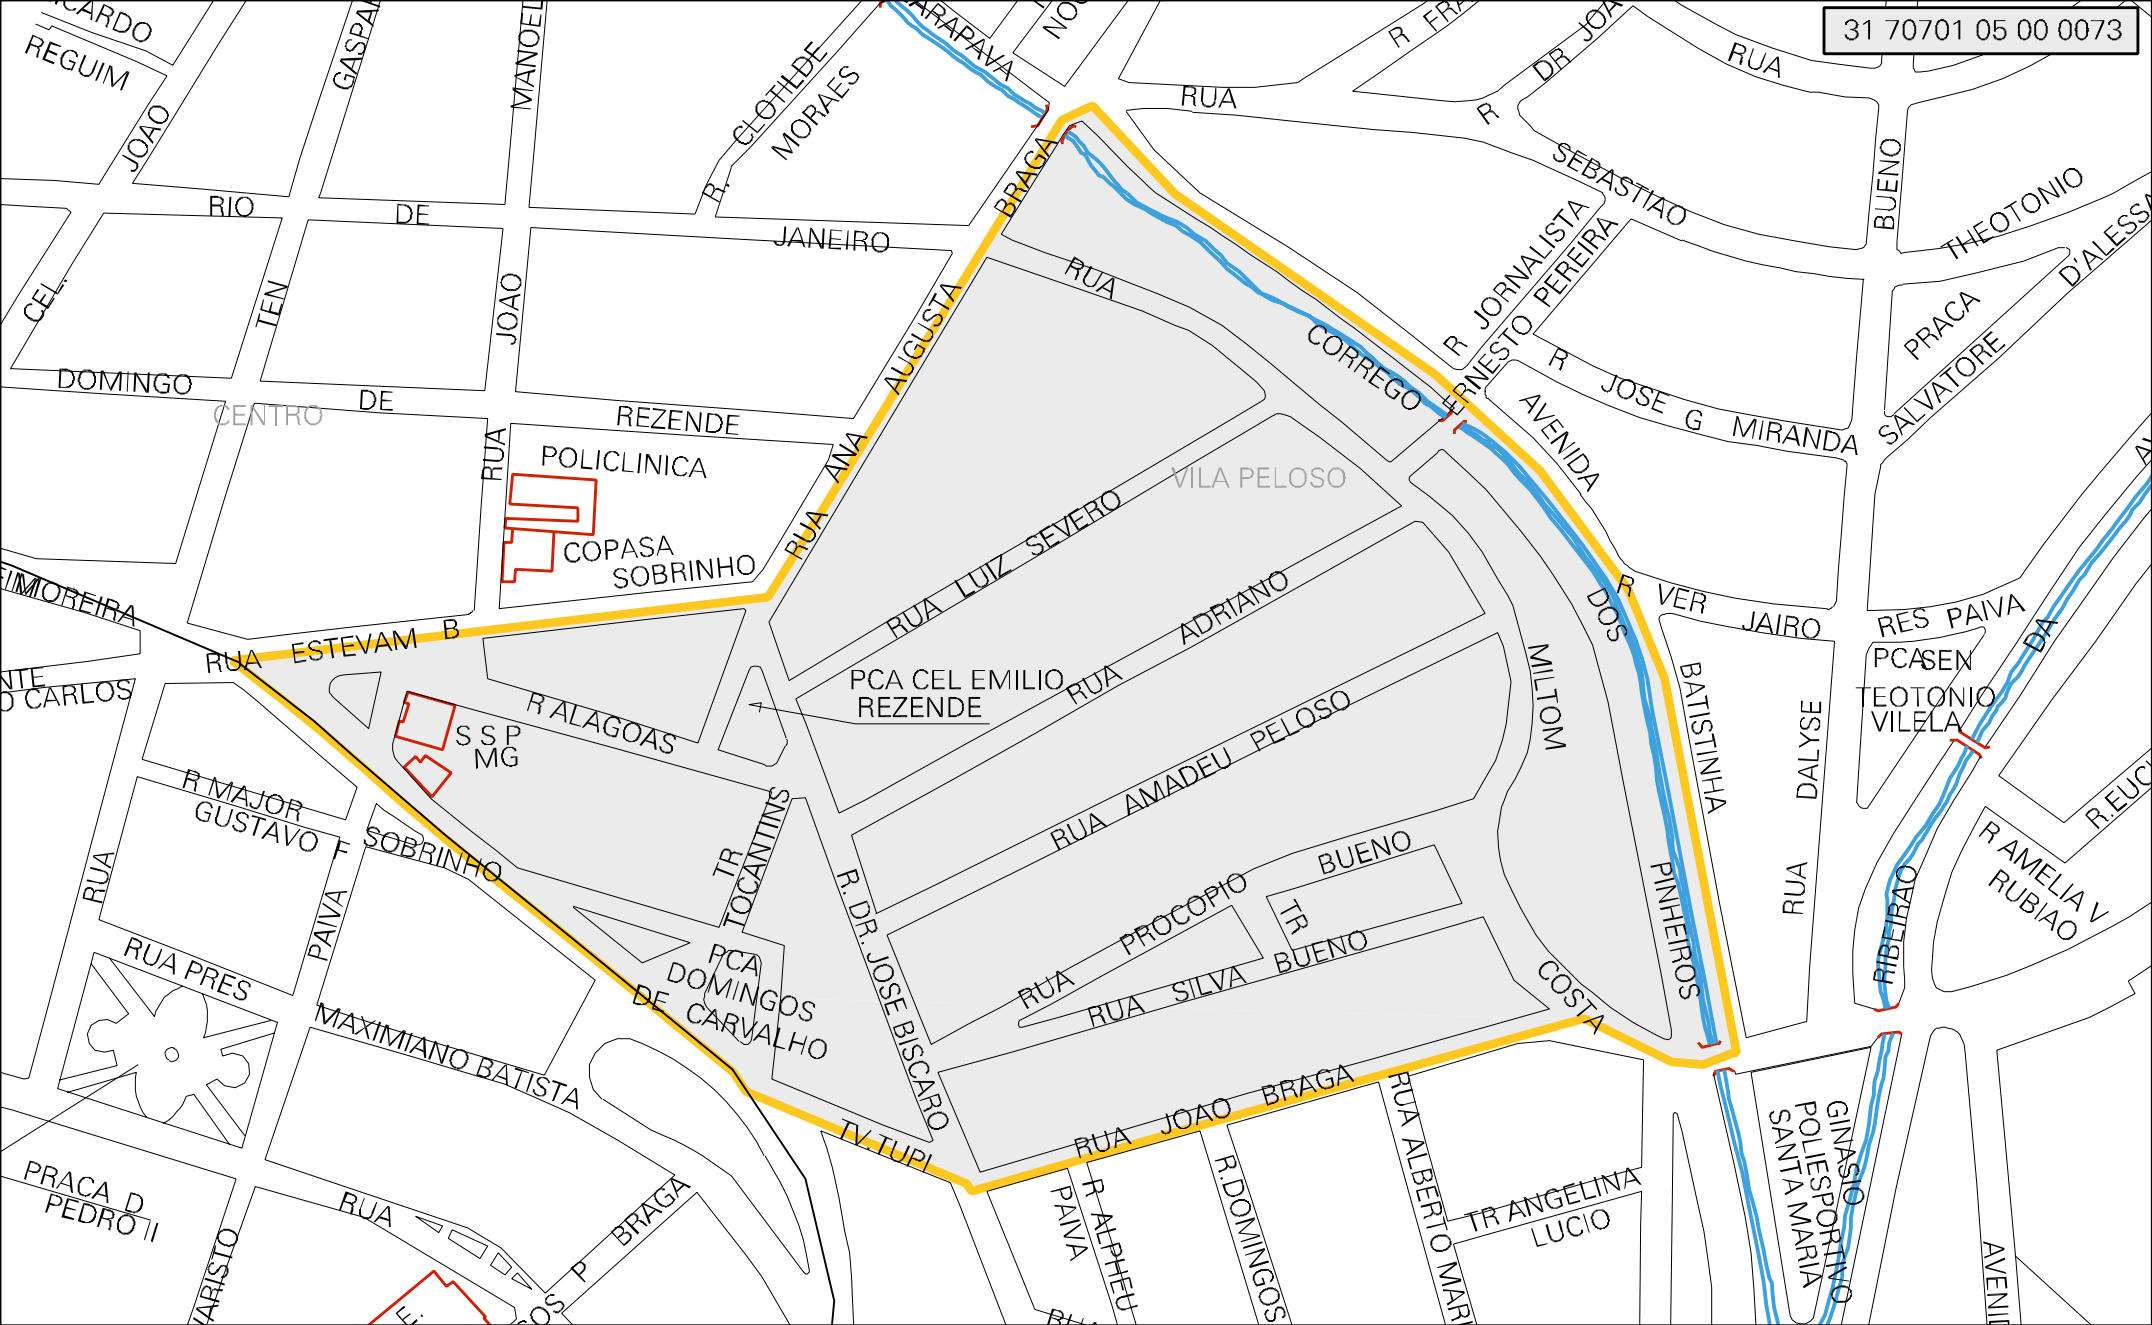 31 70701 05 00 0073
REGUIM
JOAO
CEL.
MANOEL
R. CLOTILDE
MORAES
RUA
R
DR
RUA
R
SEBASTIAO
BUENO
THEOTONIO
PRACA
SALVATORE
RIO DE JANEIRO
TEN
JOAO
RUA
DOMINGO DE REZENDE
CENTRO
POLICLINICA
COPASA
SOBRINHO
RUA ANA AUGUSTA BRAGA
RUA
CORREGO
DOS
PINHEIROS
R JORNALISTA
ERNESTO PEREIRA
R JOSE G MIRANDA
AVENIDA
BATISTINHA
VILA PELOSO
RUA LUIZ SEVERO
RUA ADRIANO
RUA AMADEU PELOSO
R VER JAIRO
RES PAIVA
PCA SEN
TEOTONIO
VILELA
DA
RIBEIRAO
MOREIRA
RUA ESTEVAM B
O CARLOS
PCA CEL EMILIO
REZENDE
R ALAGOAS
S S P
MG
MILTOM
COSTA
RUA DALYSE
R MAJOR
GUSTAVO F SOBRINHO
RUA
PAIVA
TR
TOCANTINS
R. DR. JOSE BISCARO
RUA PROCOPIO BUENO
TR
RUA SILVA BUENO
R AMELIA V
RUBIAO
RUA PRES
MAXIMIANO BATISTA
PCA
DOMINGOS
DE CARVALHO
TV.TUPI
RUA JOAO BRAGA
RUA ALBERTO
TR ANGELINA
LUCIO
GINASIO
POLIESPORTIVO
SANTA MARIA
PRACA D
PEDRO II
RUA
P BRAGA
PAIVA
R ALPHEU
R.DOMINGOS